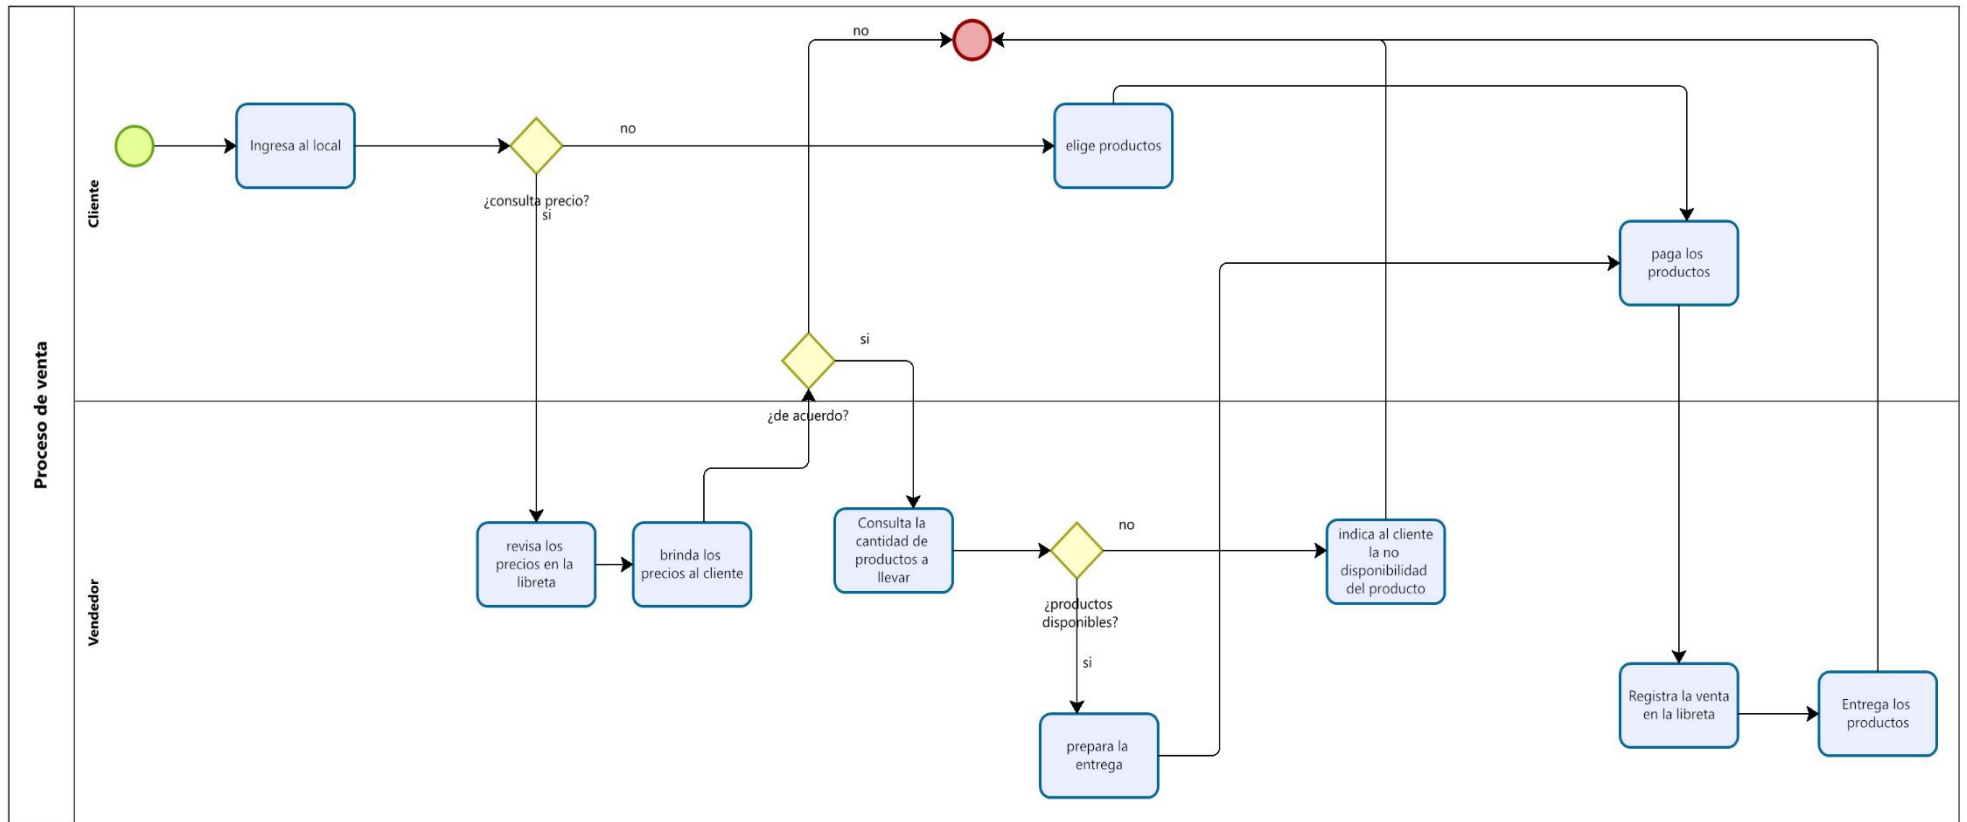 Proceso de venta
Cliente
Ingresa al local
¿consulta precio?
si
no
elige productos
no
¿de acuerdo?
si
paga los
productos
Vendedor
revisa los
precios en la
libreta
brinda los
precios al cliente
Consulta la
cantidad de
productos a
llevar
¿productos
disponibles?
no
si
indica al cliente
la no
disponibilidad
del producto
prepara la
entrega
Registra la venta
en la libreta
Entrega los
productos